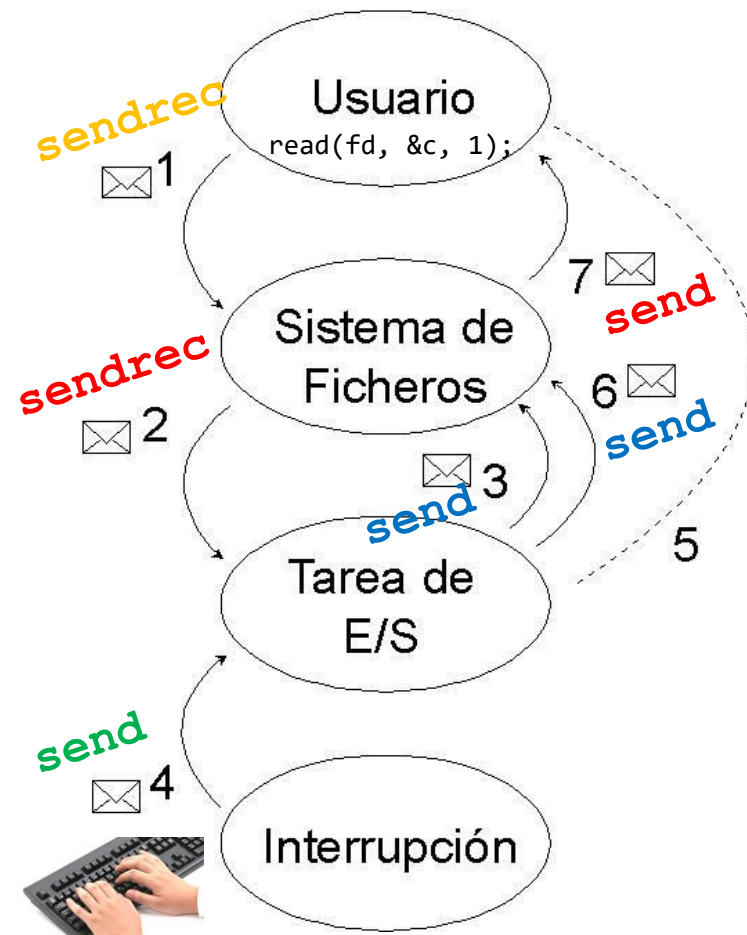 Usuario
sendrec
read(fd, &c, 1);
1
7
send
Sistema de
Ficheros
sendrec
2
6
send
3
send
5
Tarea de
E/S
send
4
Interrupción